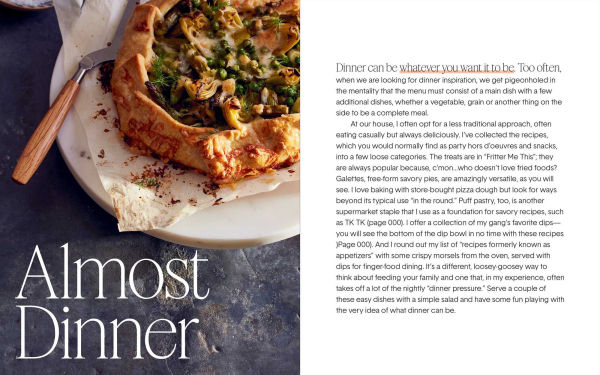 Almost
Dinner
Dinner can be whatever you want it to be. Too often,
when we are looking for dinner inspiration, we get pigeonholed in
the mentality that the menu must consist of a main dish with a few
additional dishes, whether a vegetable, grain or another thing on the
side to be a complete meal.
At our house, I often opt for a less traditional approach, often
eating casually but always deliciously. I've collected the recipes,
which you would normally find as party hors d'oeuvres and snacks,
into a few loose categories. The treats are in "Fritter Me This"; they
are always popular because, c'mon...who doesn't love fried foods?
Galettes, free-form savory pies, are amazingly versatile, as you will
see. I love baking with store-bought pizza dough but look for ways
beyond its typical use "in the round." Puff pastry, too, is another
supermarket staple that I use as a foundation for savory recipes, such
as TK TK (page 000). I offer a collection of my gang's favorite dips—
you will see the bottom of the dip bowl in no time with these recipes
)Page 000). And I round out my list of "recipes formerly known as
appetizers" with some crispy morsels from the oven, served with
dips for finger-food dining. It's a different, loosey-goosey way to
think about feeding your family and one that, in my experience, often
takes off a lot of the nightly "dinner pressure." Serve a couple of
these easy dishes with a simple salad and have some fun playing with
the very idea of what dinner can be.